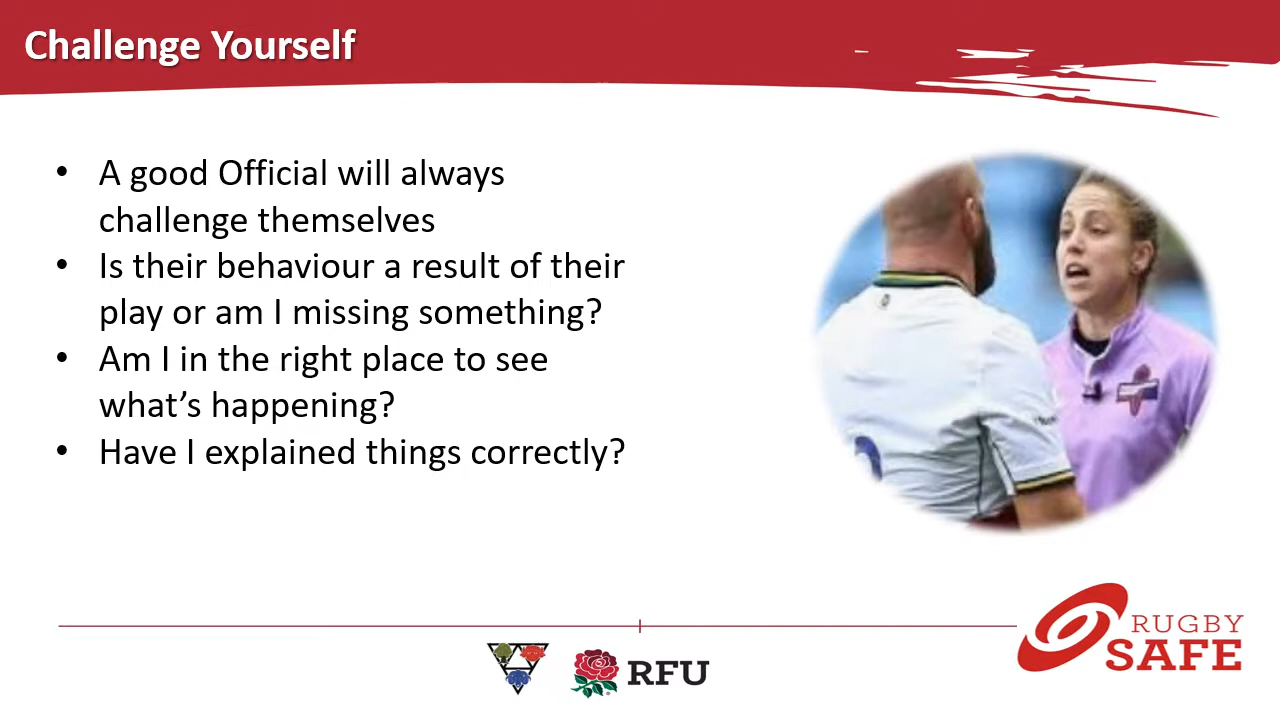 Challenge Yourself
• A good Official will always
challenge themselves
• Is their behaviour a result of their
play or am I missing something?
• Am I in the right place to see
what’s happening?
• Have I explained things correctly?
RUGBY
SAFE
RFU